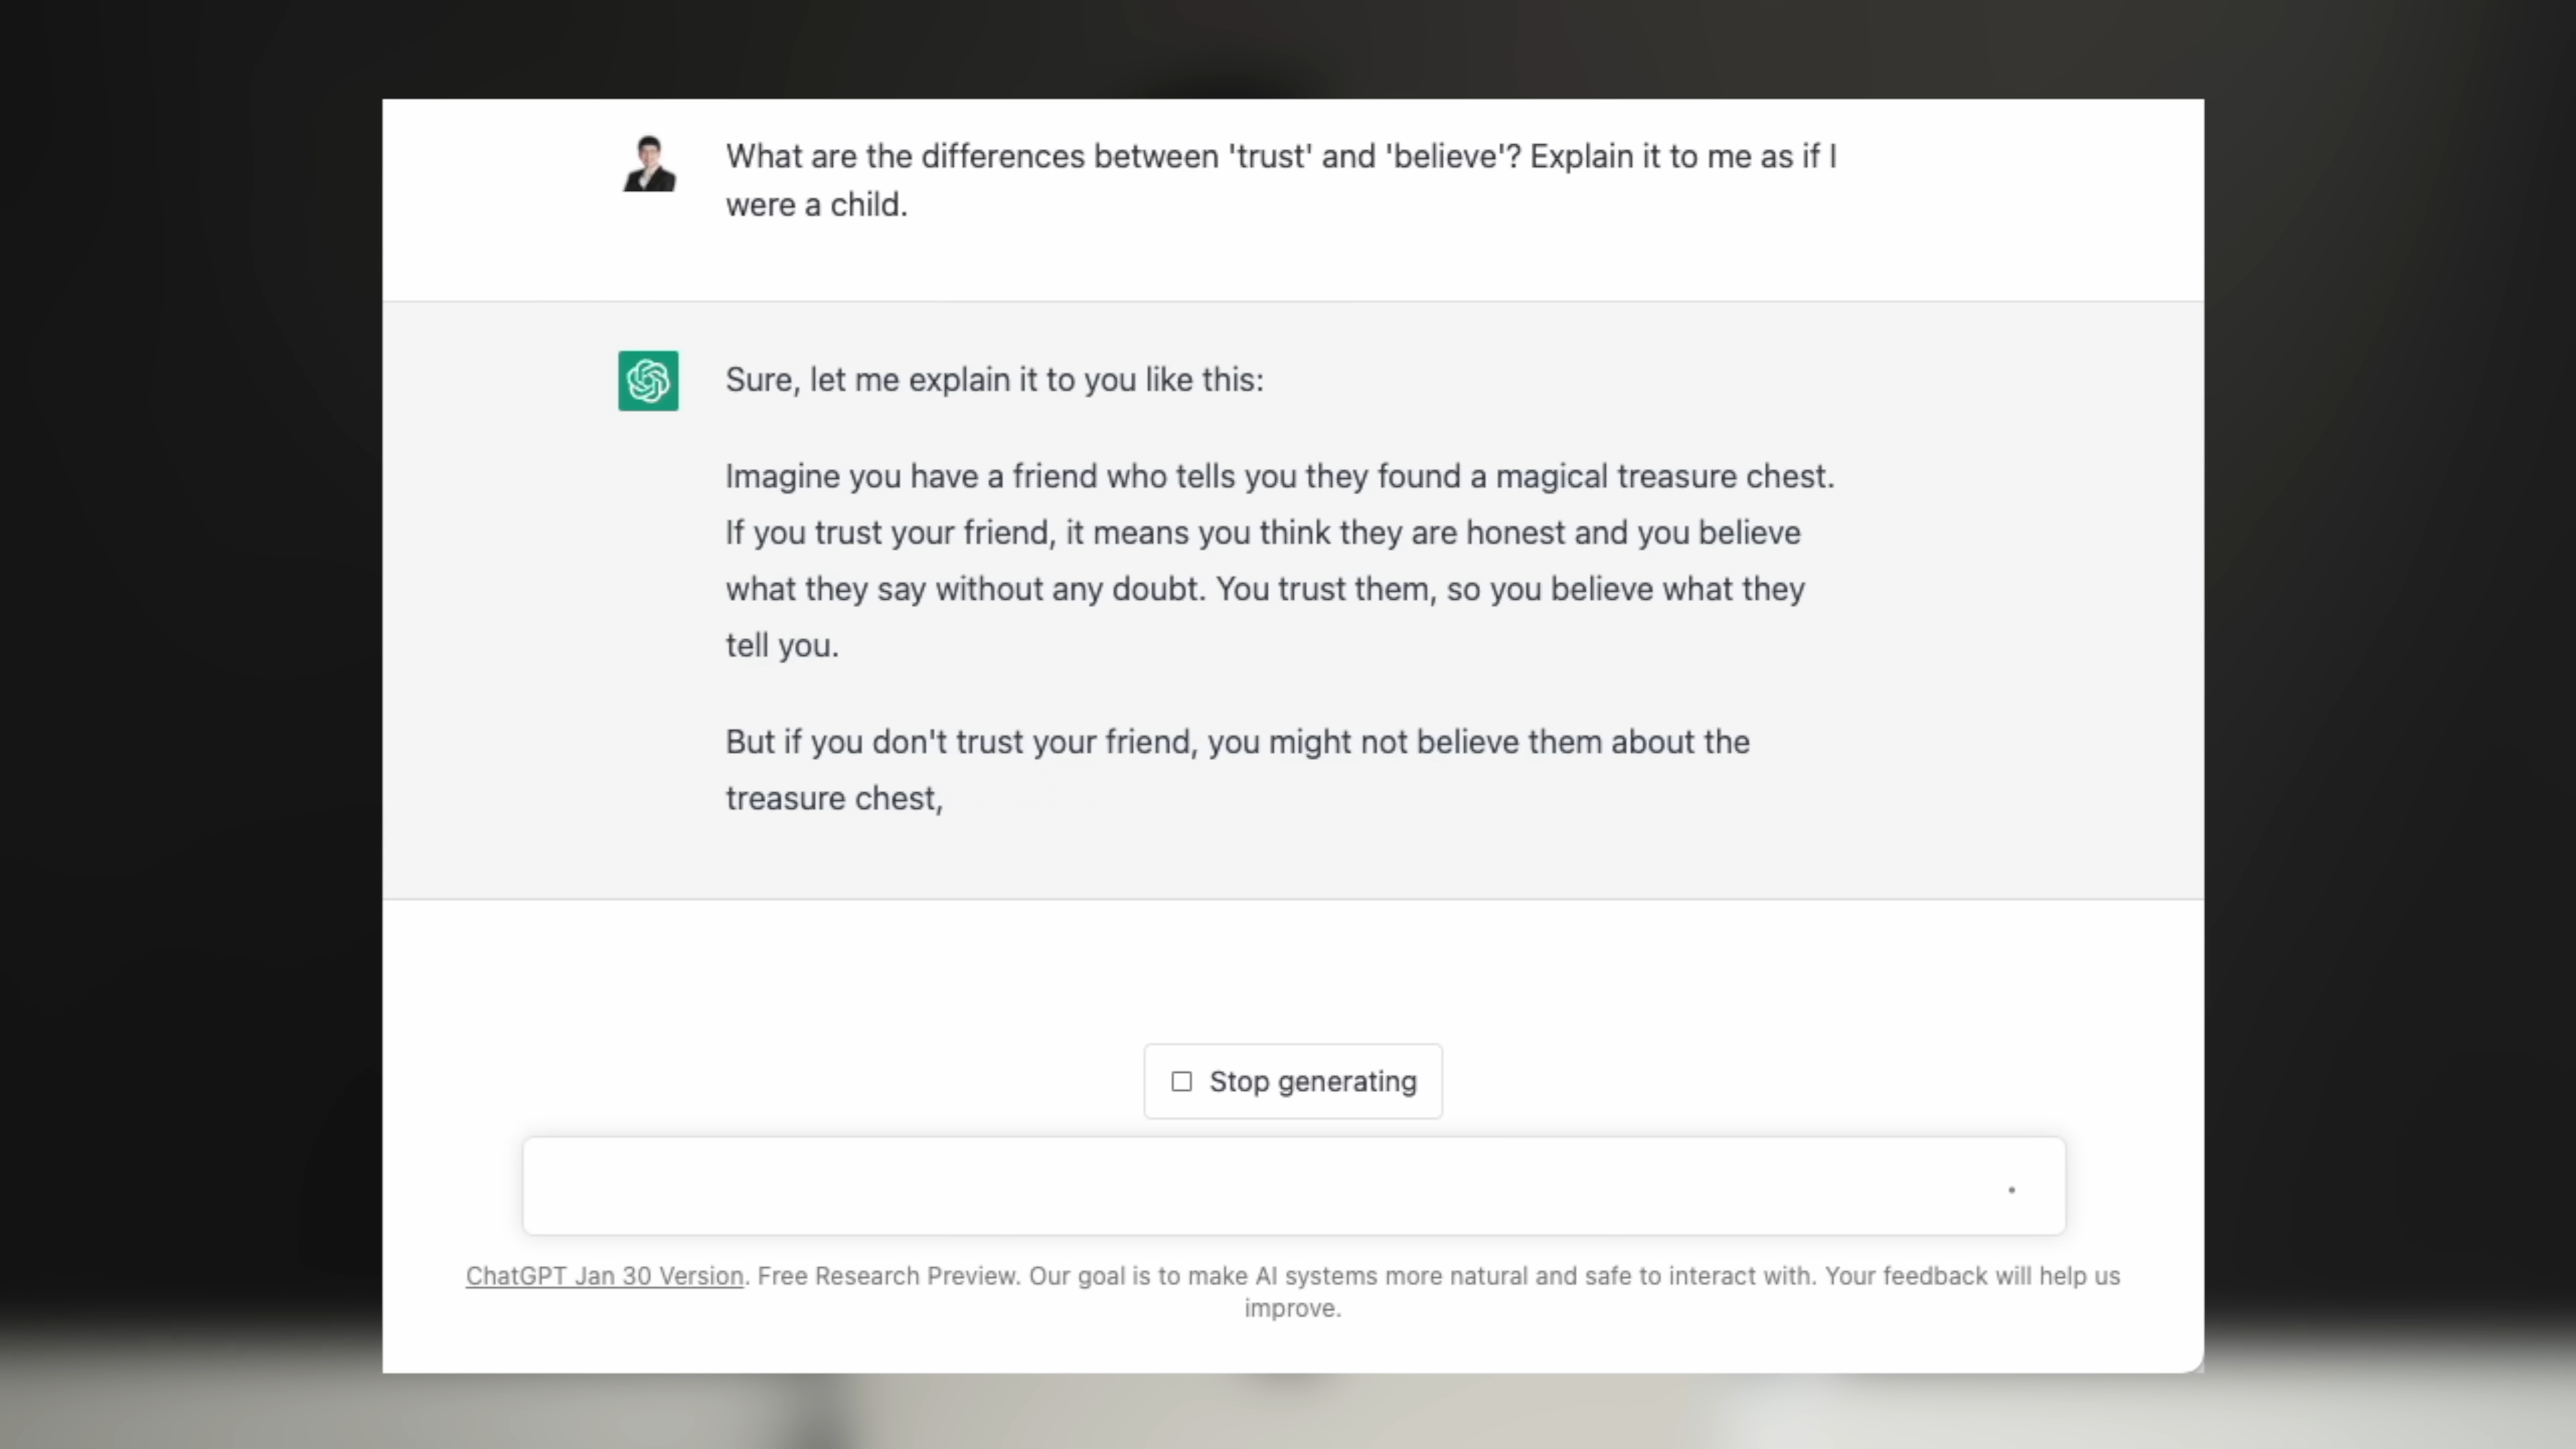 What are the differences between 'trust' and 'believe'? Explain it to me as if I
were a child.
Sure, let me explain it to you like this:
Imagine you have a friend who tells you they found a magical treasure chest.
If you trust your friend, it means you think they are honest and you believe
what they say without any doubt. You trust them, so you believe what they
tell you.
But if you don't trust your friend, you might not believe them about the
treasure chest,
Stop generating
ChatGPT Jan 30 Version. Free Research Preview. Our goal is to make AI systems more natural and safe to interact with. Your feedback will help us
improve.